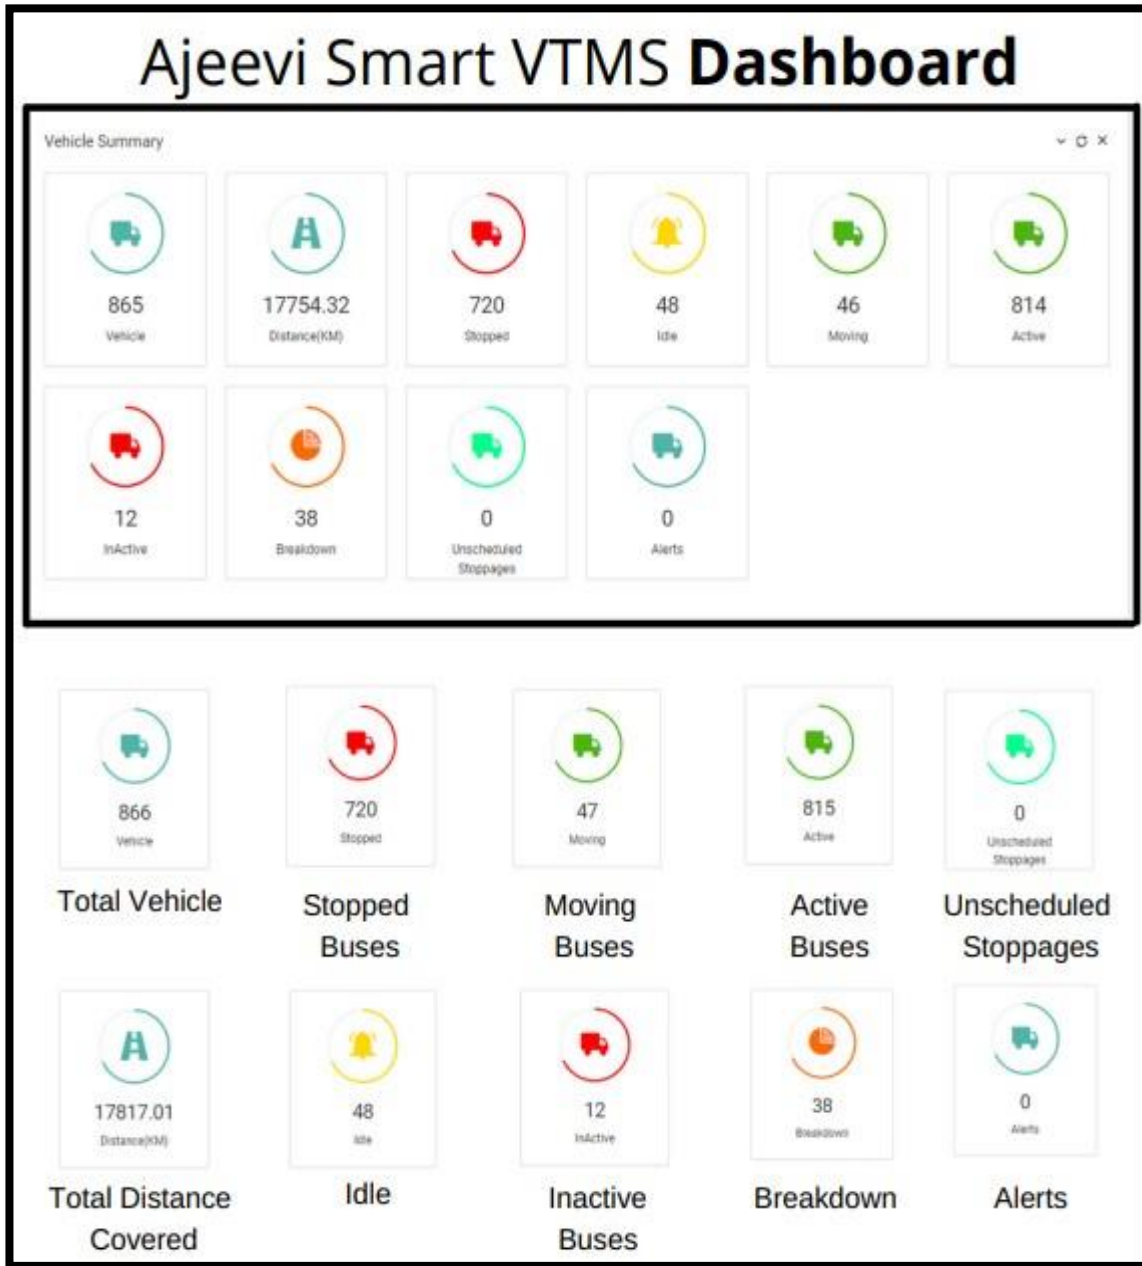 Ajeevi Smart VTMS Dashboard
Vehicle Summary
865
Vehicle
17754.32
Distance(KM)
720
Stopped
48
Idle
46
Moving
814
Active
12
InActive
38
Breakdown
0
Unscheduled
Stoppages
0
Alerts
866
Vehicle
Total Vehicle
720
Stopped
Stopped
Buses
47
Moving
Moving
Buses
815
Active
Active
Buses
0
Unscheduled
Stoppages
Unscheduled
Stoppages
17817.01
Distance(KM)
Total Distance
Covered
48
Idle
Idle
12
InActive
Inactive
Buses
38
Breakdown
Breakdown
0
Alerts
Alerts